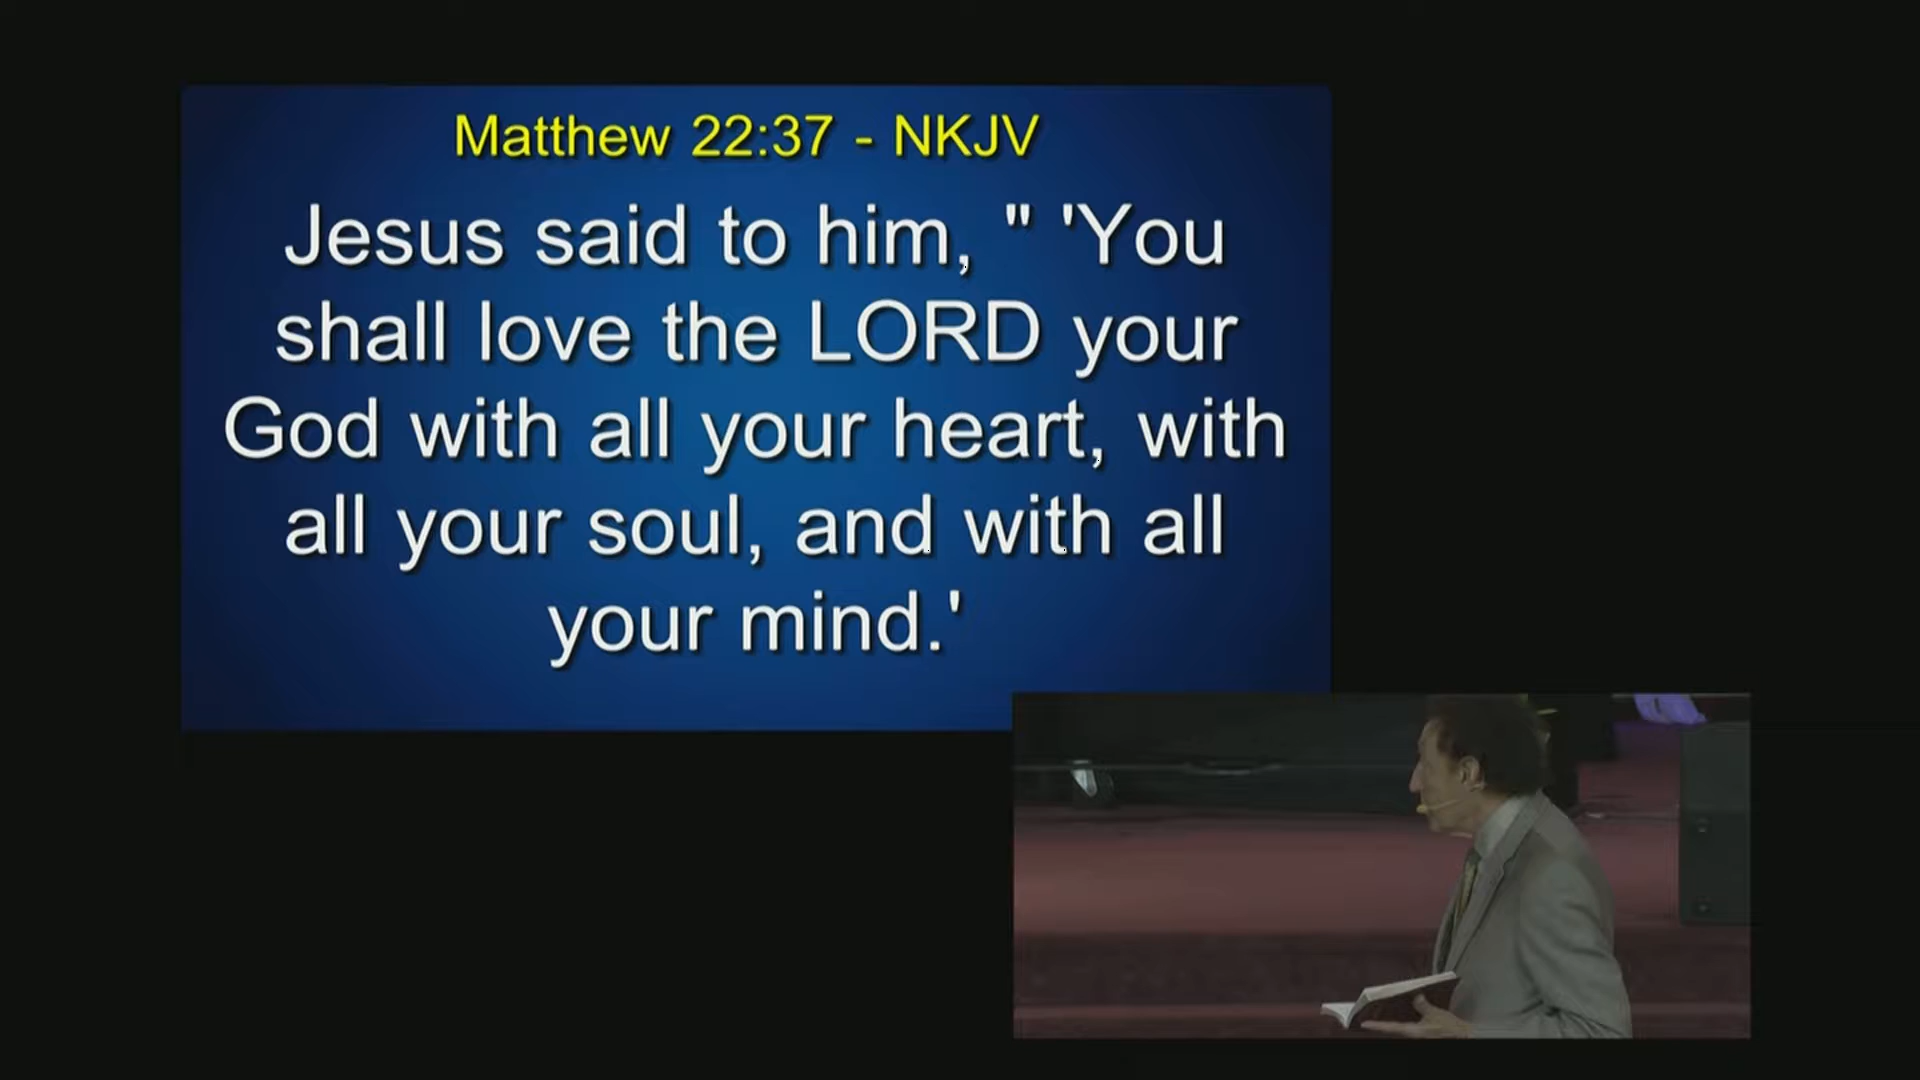 Matthew 22:37 - NKJV
Jesus said to him, " 'You
shall love the LORD your
God with all your heart, with
all your soul, and with all
your mind.'